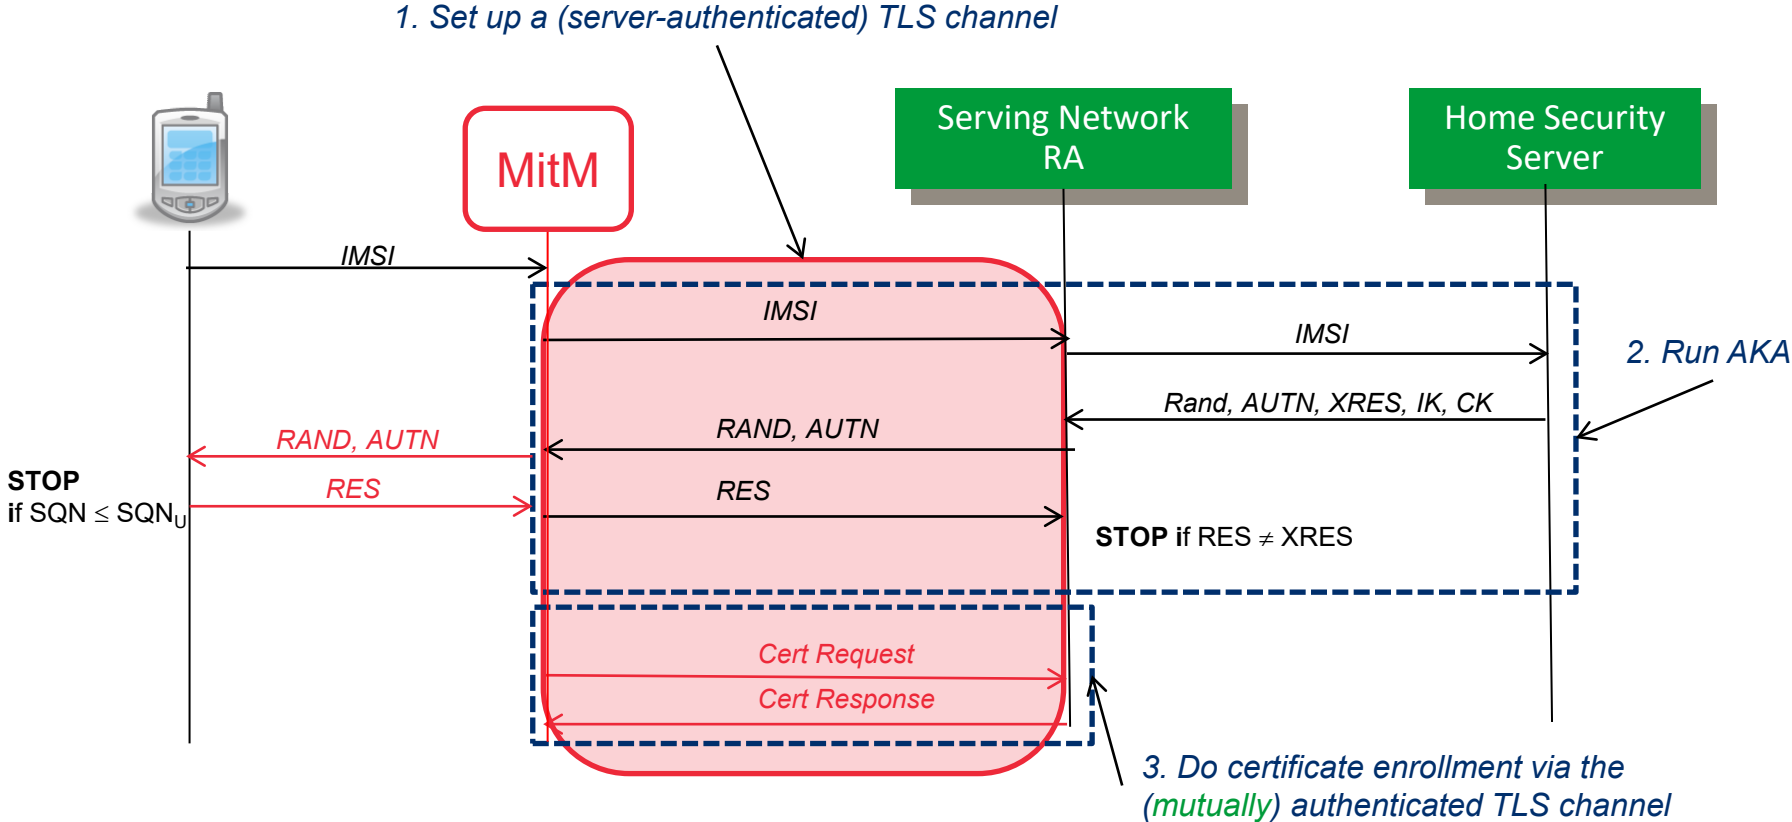 1. Set up a (server-authenticated) TLS channel
MitM
Serving Network
RA
Home Security
Server
IMSI
IMSI
IMSI
2. Run AKA
Rand, AUTN, XRES, IK, CK
RAND, AUTN
RAND, AUTN
STOP
if SQN ≤ SQNU
RES
RES
STOP if RES ≠ XRES
Cert Request
Cert Response
3. Do certificate enrollment via the
(mutually) authenticated TLS channel